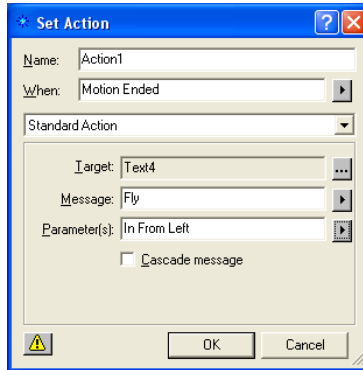 Set Action
Name: Action1
When: Motion Ended
Standard Action
Target: Text4 ...
Message: Fly
Parameter(s): In From Left
Cascade message
OK Cancel